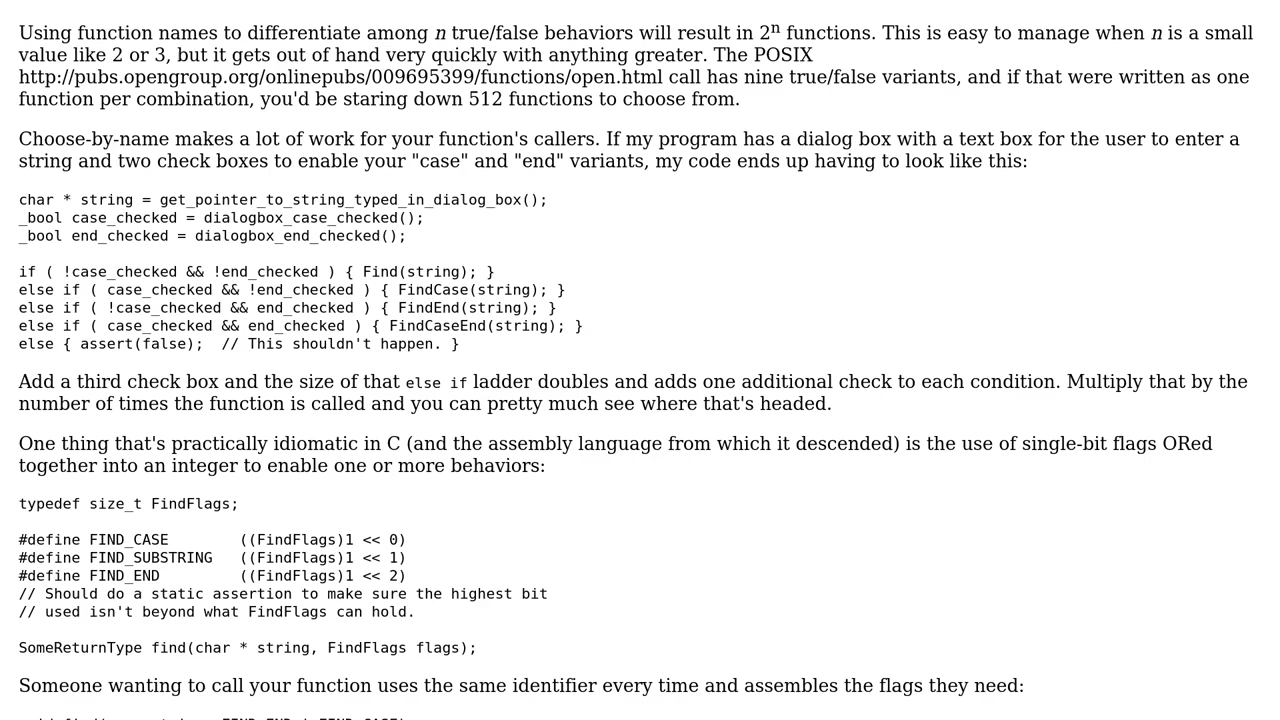 Using function names to differentiate among n true/false behaviors will result in 2ⁿ functions. This is easy to manage when n is a small
value like 2 or 3, but it gets out of hand very quickly with anything greater. The POSIX
http://pubs.opengroup.org/onlinepubs/009695399/functions/open.html call has nine true/false variants, and if that were written as one
function per combination, you'd be staring down 512 functions to choose from.
Choose-by-name makes a lot of work for your function's callers. If my program has a dialog box with a text box for the user to enter a
string and two check boxes to enable your "case" and "end" variants, my code ends up having to look like this:
char * string = get_pointer_to_string_typed_in_dialog_box();
_bool case_checked = dialogbox_case_checked();
_bool end_checked = dialogbox_end_checked();
if ( !case_checked && !end_checked ) { Find(string); }
else if ( case_checked && !end_checked ) { FindCase(string); }
else if ( !case_checked && end_checked ) { FindEnd(string); }
else if ( case_checked && end_checked ) { FindCaseEnd(string); }
else { assert(false);  // This shouldn't happen. }
Add a third check box and the size of that else if ladder doubles and adds one additional check to each condition. Multiply that by the
number of times the function is called and you can pretty much see where that's headed.
One thing that's practically idiomatic in C (and the assembly language from which it descended) is the use of single-bit flags ORed
together into an integer to enable one or more behaviors:
typedef size_t FindFlags;
#define FIND_CASE        ((FindFlags)1 << 0)
#define FIND_SUBSTRING   ((FindFlags)1 << 1)
#define FIND_END         ((FindFlags)1 << 2)
// Should do a static assertion to make sure the highest bit
// used isn't beyond what FindFlags can hold.
SomeReturnType find(char * string, FindFlags flags);
Someone wanting to call your function uses the same identifier every time and assembles the flags they need: